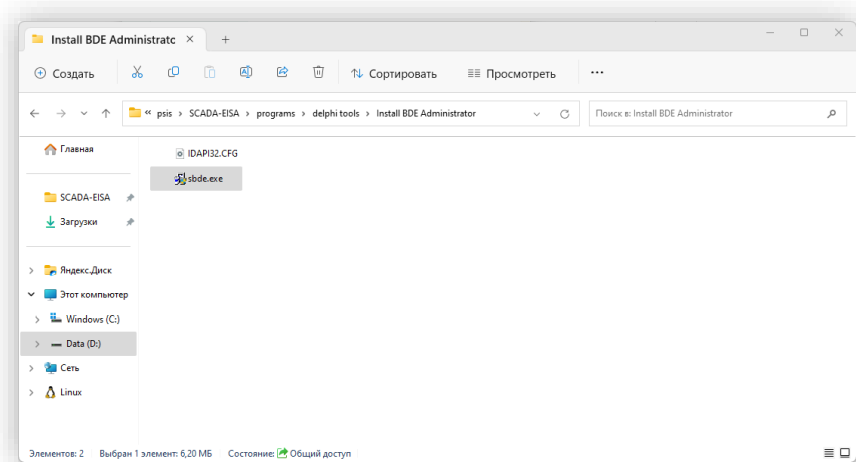 Install BDE Administratc × +
Создать Сортировать Просмотреть ...
« psis > SCADA-EISA > programs > delphi tools > Install BDE Administrator Поиск в: Install BDE Administrator
Главная
IDAPI32.CFG
sbde.exe
SCADA-EISA
Загрузки
Яндекс.Диск
Этот компьютер
Windows (C:)
Data (D:)
Сеть
Linux
Элементов: 2 Выбран 1 элемент: 6,20 МБ Состояние: Общий доступ